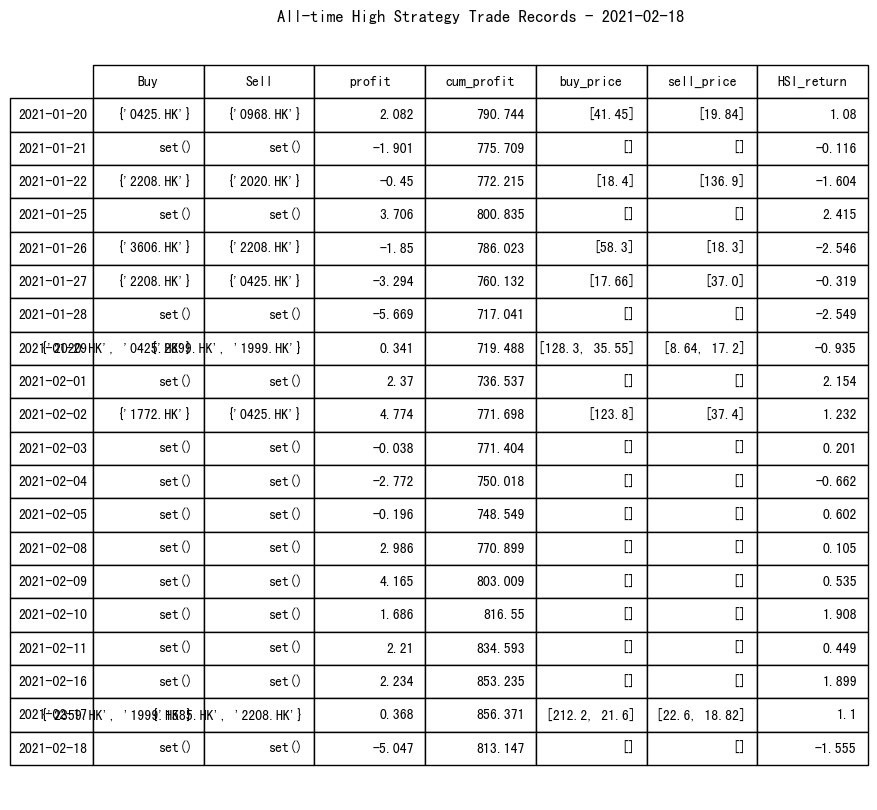 All-time High Strategy Trade Records - 2021-02-18
Buy Sell profit cum_profit buy_price sell_price HSI_return
2021-01-20 {'0425.HK'} {'0968.HK'} 2.082 790.744 [41.45] [19.84] 1.08
2021-01-21 set() set() -1.901 775.709 [] [] -0.116
2021-01-22 {'2208.HK'} {'2020.HK'} -0.45 772.215 [18.4] [136.9] -1.604
2021-01-25 set() set() 3.706 800.835 [] [] 2.415
2021-01-26 {'3606.HK'} {'2208.HK'} -1.85 786.023 [58.3] [18.3] -2.546
2021-01-27 {'2208.HK'} {'0425.HK'} -3.294 760.132 [17.66] [37.0] -0.319
2021-01-28 set() set() -5.669 717.041 [] [] -2.549
2021-01-29 {'2020.HK', '0425.HK'} {'2899.HK', '1999.HK'} 0.341 719.488 [128.3, 35.55] [8.64, 17.2] -0.935
2021-02-01 set() set() 2.37 736.537 [] [] 2.154
2021-02-02 {'1772.HK'} {'0425.HK'} 4.774 771.698 [123.8] [37.4] 1.232
2021-02-03 set() set() -0.038 771.404 [] [] 0.201
2021-02-04 set() set() -2.772 750.018 [] [] -0.662
2021-02-05 set() set() -0.196 748.549 [] [] 0.602
2021-02-08 set() set() 2.986 770.899 [] [] 0.105
2021-02-09 set() set() 4.165 803.009 [] [] 0.535
2021-02-10 set() set() 1.686 816.55 [] [] 1.908
2021-02-11 set() set() 2.21 834.593 [] [] 0.449
2021-02-16 set() set() 2.234 853.235 [] [] 1.899
2021-02-17 {'2359.HK', '1999.HK'} {'1585.HK', '2208.HK'} 0.368 856.371 [212.2, 21.6] [22.6, 18.82] 1.1
2021-02-18 set() set() -5.047 813.147 [] [] -1.555